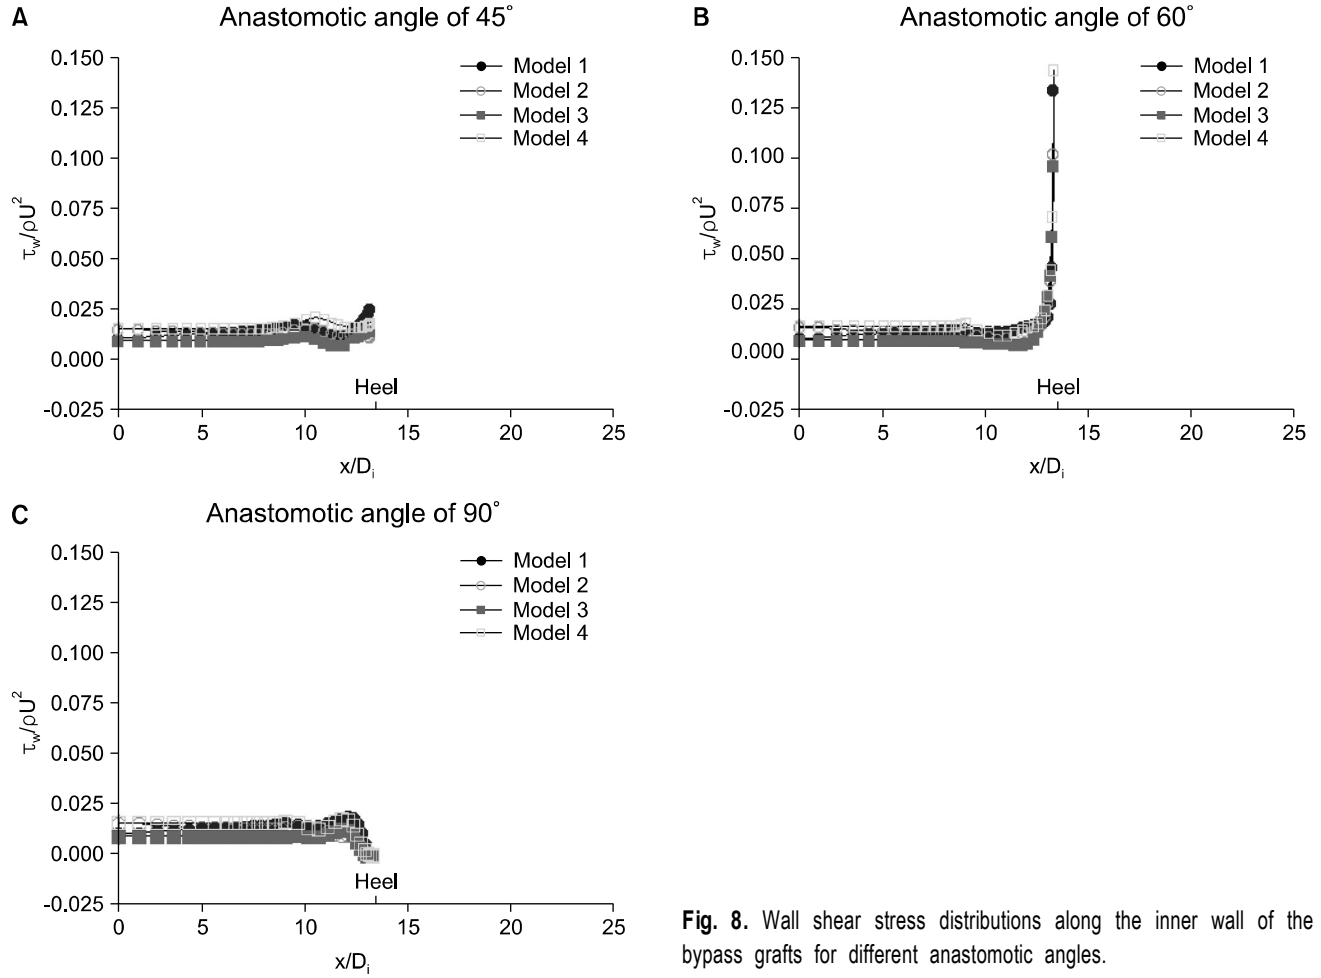 A
Anastomotic angle of 45°
0.150
0.125
0.100
0.075
0.050
0.025
0.000
-0.025
τw/ρU²
Model 1
Model 2
Model 3
Model 4
Heel
0 5 10 15 20 25
x/Di
B
Anastomotic angle of 60°
0.150
0.125
0.100
0.075
0.050
0.025
0.000
-0.025
τw/ρU²
Model 1
Model 2
Model 3
Model 4
Heel
0 5 10 15 20 25
x/Di
C
Anastomotic angle of 90°
0.150
0.125
0.100
0.075
0.050
0.025
0.000
-0.025
τw/ρU²
Model 1
Model 2
Model 3
Model 4
Heel
0 5 10 15 20 25
x/Di
Fig. 8. Wall shear stress distributions along the inner wall of the
bypass grafts for different anastomotic angles.